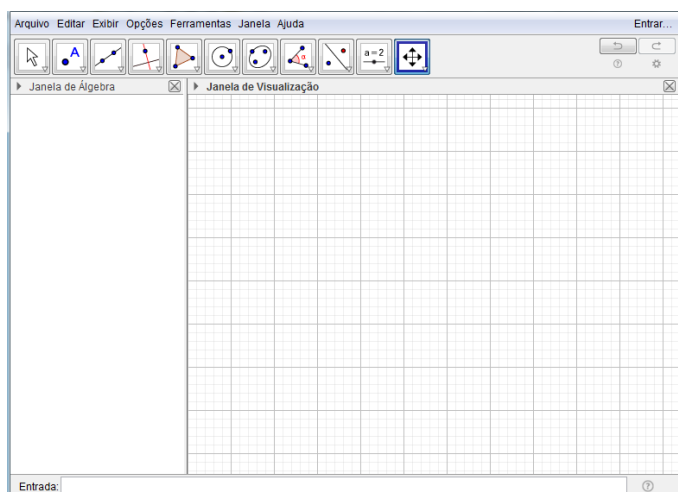 Arquivo Editar Exibir Opções Ferramentas Janela Ajuda Entrar...
A α a=2
Janela de Álgebra Janela de Visualização
Entrada: